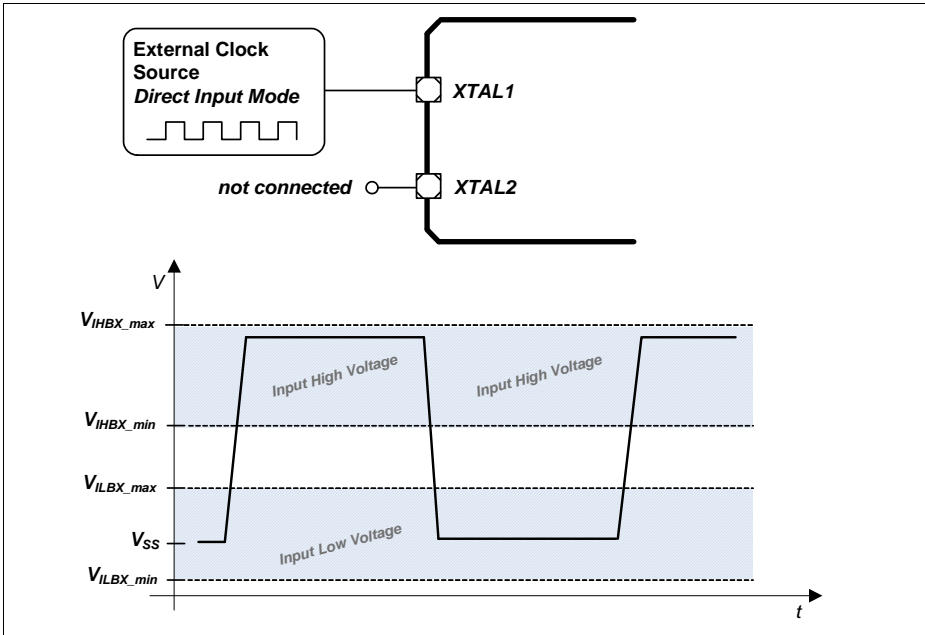 External Clock
Source
Direct Input Mode
XTAL1
not connected
XTAL2
V
VIHBX_max
Input High Voltage
Input High Voltage
VIHBX_min
VILBX_max
Input Low Voltage
VSS
VILBX_min
t